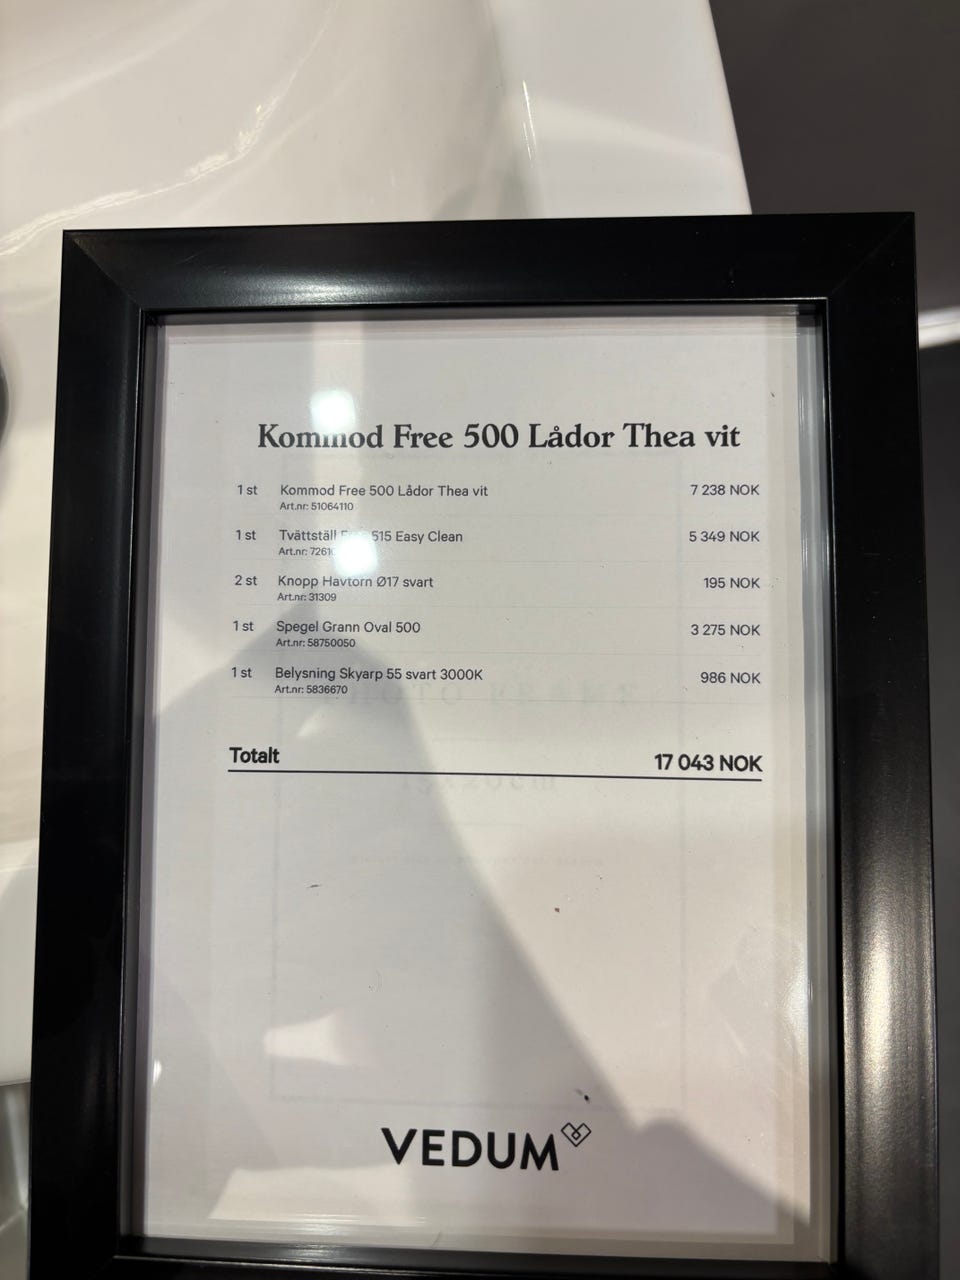 Kommod Free 500 Lådor Thea vit
1 st Kommod Free 500 Lådor Thea vit 7 238 NOK
Art.nr: 51064110
1 st Tvättställ 515 Easy Clean 5 349 NOK
Art.nr:
2 st Knopp Havtorn Ø17 svart 195 NOK
Art.nr: 31309
1 st Spegel Grann Oval 500 3 275 NOK
Art.nr: 58750050
1 st Belysning Skyarp 55 svart 3000K 986 NOK
Art.nr: 5836670
Totalt 17 043 NOK
VEDUM